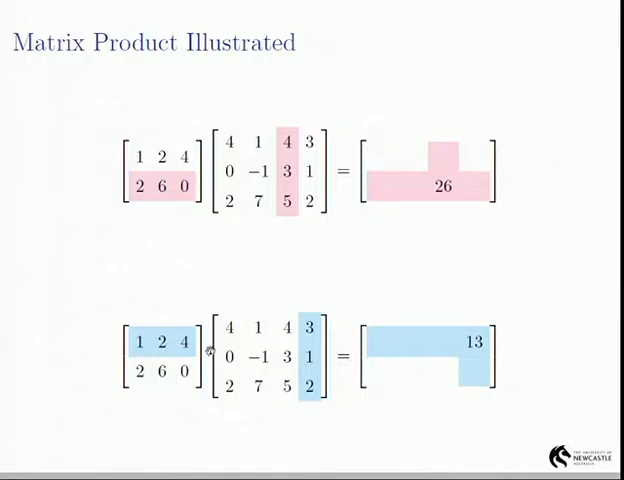 Matrix Product Illustrated
1 2 4
2 6 0
4 1 4 3
0 −1 3 1
2 7 5 2
=
26
1 2 4
2 6 0
4 1 4 3
0 −1 3 1
2 7 5 2
=
13
THE UNIVERSITY OF
NEWCASTLE
AUSTRALIA